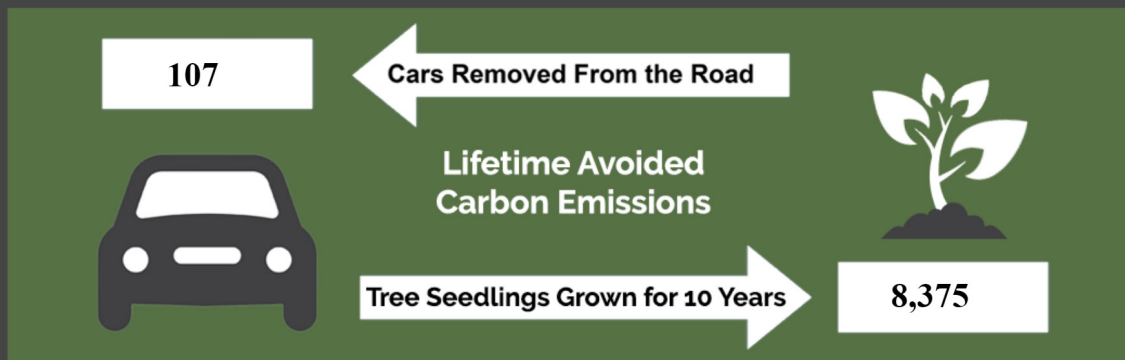 107
Cars Removed From the Road
Lifetime Avoided
Carbon Emissions
Tree Seedlings Grown for 10 Years
8,375